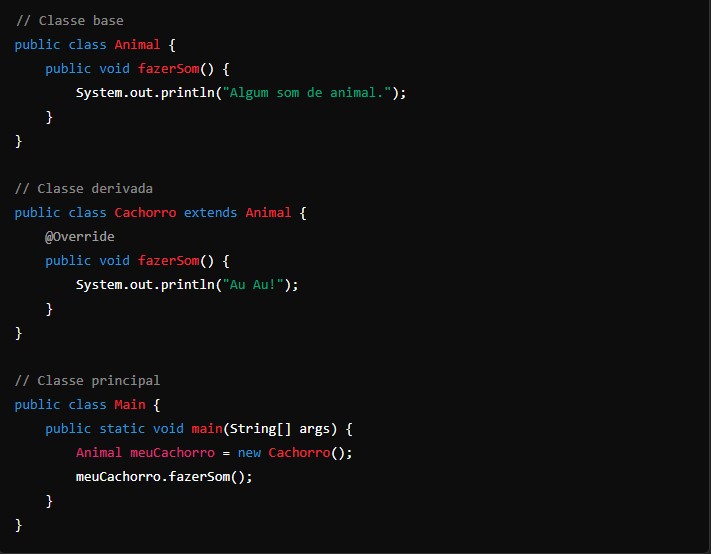 // Classe base
public class Animal {
    public void fazerSom() {
        System.out.println("Algum som de animal.");
    }
}

// Classe derivada
public class Cachorro extends Animal {
    @Override
    public void fazerSom() {
        System.out.println("Au Au!");
    }
}

// Classe principal
public class Main {
    public static void main(String[] args) {
        Animal meuCachorro = new Cachorro();
        meuCachorro.fazerSom();
    }
}